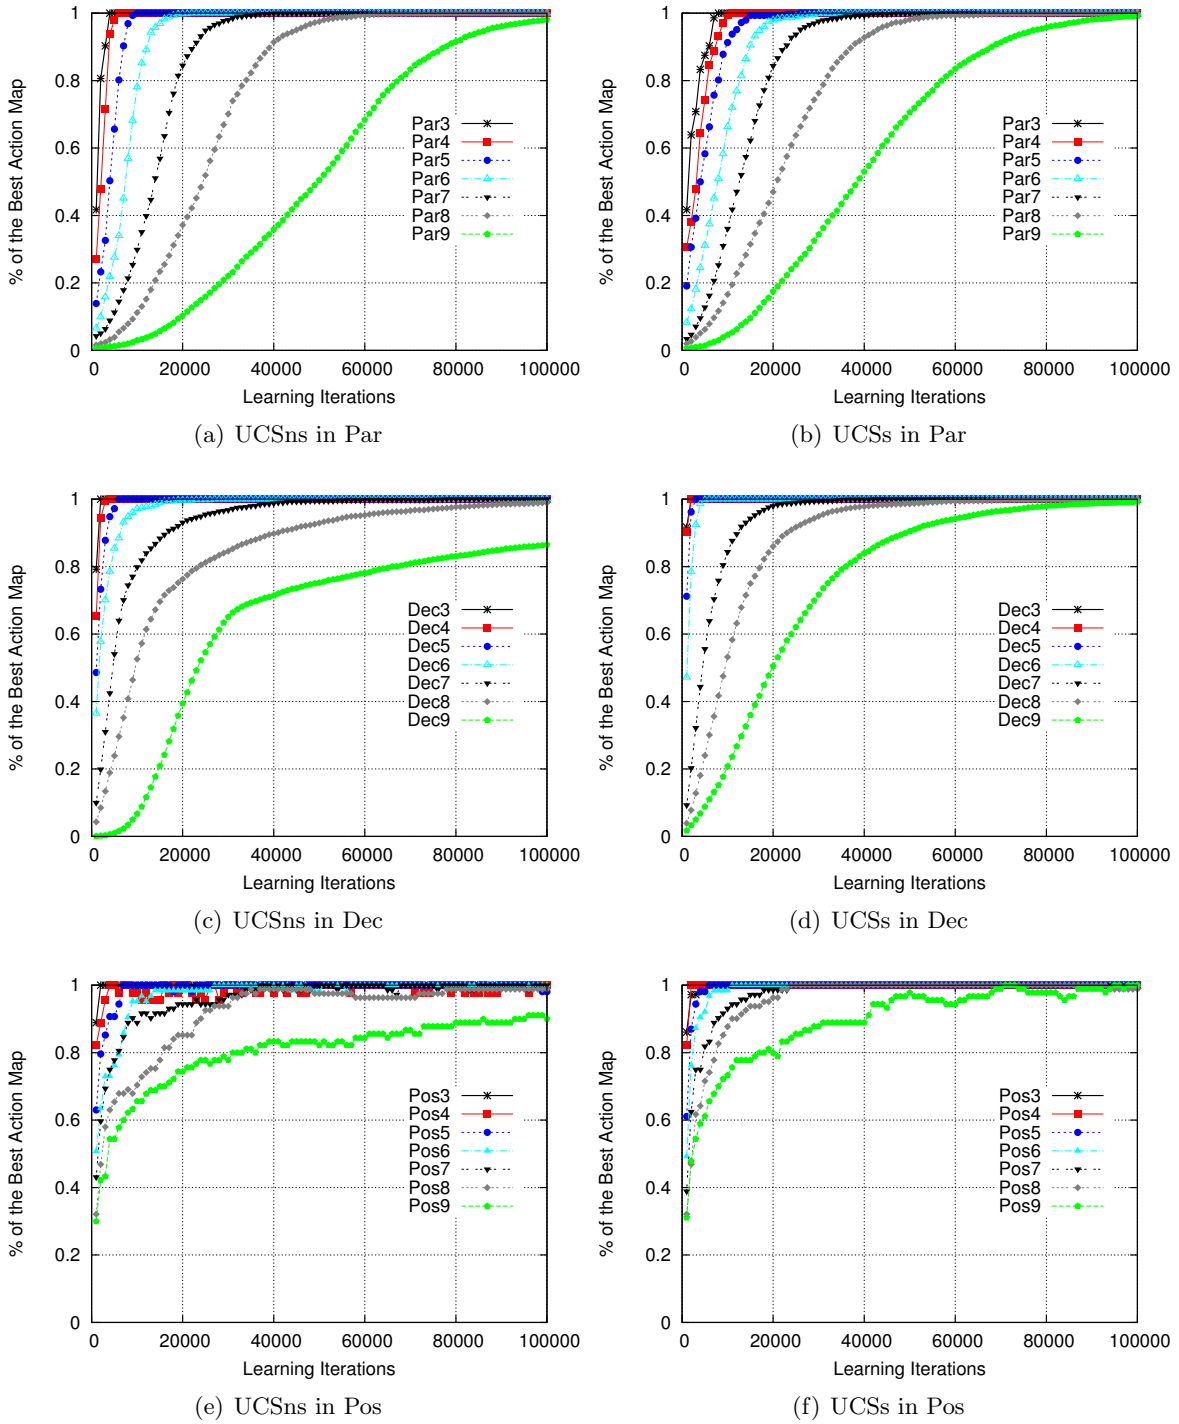 % of the Best Action Map
1
0.8
0.6
0.4
0.2
0
Par3
Par4
Par5
Par6
Par7
Par8
Par9
0 20000 40000 60000 80000 100000
Learning Iterations
(a) UCSns in Par
% of the Best Action Map
1
0.8
0.6
0.4
0.2
0
Par3
Par4
Par5
Par6
Par7
Par8
Par9
0 20000 40000 60000 80000 100000
Learning Iterations
(b) UCSs in Par
% of the Best Action Map
1
0.8
0.6
0.4
0.2
0
Dec3
Dec4
Dec5
Dec6
Dec7
Dec8
Dec9
0 20000 40000 60000 80000 100000
Learning Iterations
(c) UCSns in Dec
% of the Best Action Map
1
0.8
0.6
0.4
0.2
0
Dec3
Dec4
Dec5
Dec6
Dec7
Dec8
Dec9
0 20000 40000 60000 80000 100000
Learning Iterations
(d) UCSs in Dec
% of the Best Action Map
1
0.8
0.6
0.4
0.2
0
Pos3
Pos4
Pos5
Pos6
Pos7
Pos8
Pos9
0 20000 40000 60000 80000 100000
Learning Iterations
(e) UCSns in Pos
% of the Best Action Map
1
0.8
0.6
0.4
0.2
0
Pos3
Pos4
Pos5
Pos6
Pos7
Pos8
Pos9
0 20000 40000 60000 80000 100000
Learning Iterations
(f) UCSs in Pos